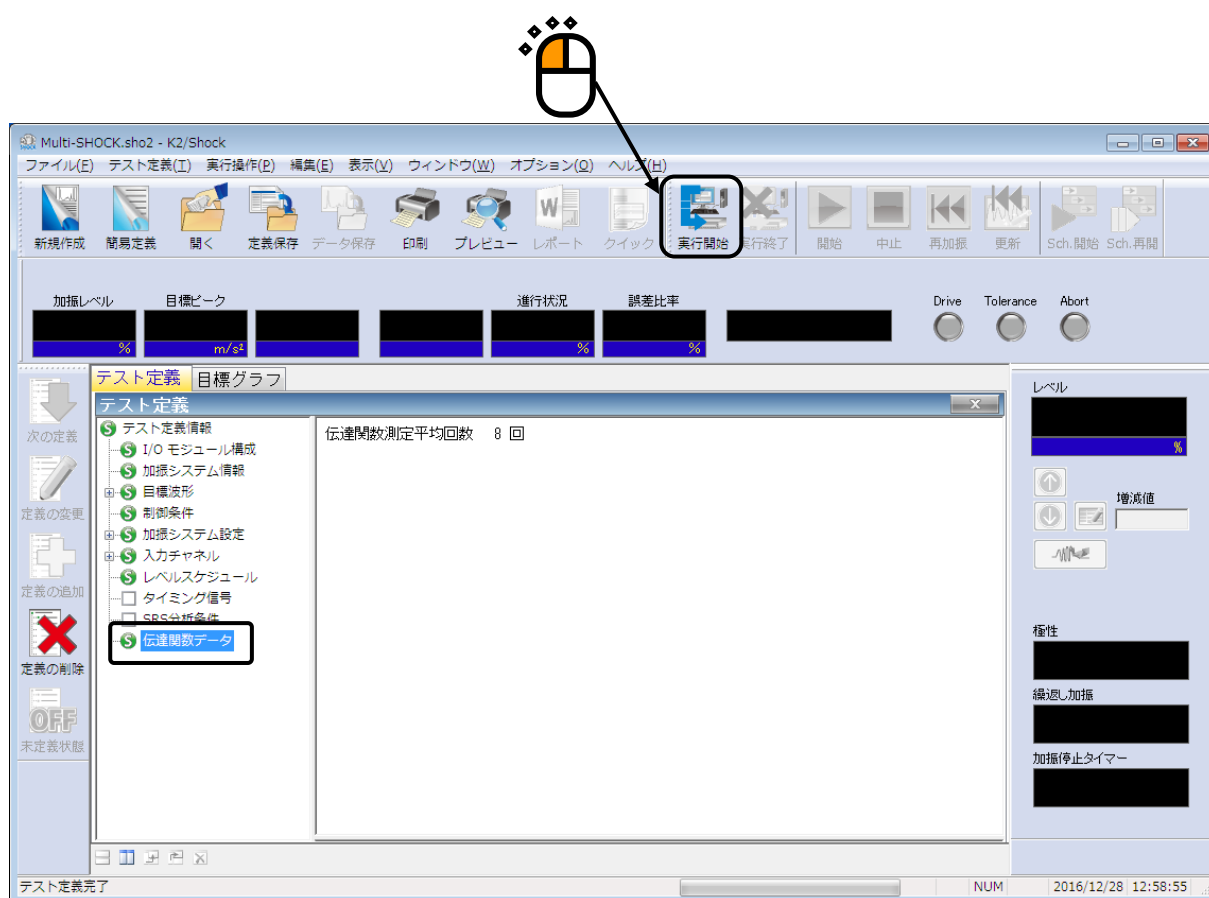 Multi-SHOCK.sho2 - K2/Shock
ファイル(F) テスト定義(T) 実行操作(P) 編集(E) 表示(V) ウィンドウ(W) オプション(O) ヘルプ(H)
新規作成 簡易定義 開く 定義保存 データ保存 印刷 プレビュー レポート クイック 実行開始 実行終了 開始 中止 再加振 更新 Sch.開始 Sch.再開
加振レベル 目標ピーク 進行状況 誤差比率 Drive Tolerance Abort
% m/s² % %
テスト定義 目標グラフ
テスト定義
次の定義
定義の変更
定義の追加
定義の削除
OFF
未定義状態
テスト定義情報
I/O モジュール構成
加振システム情報
目標波形
制御条件
加振システム設定
入力チャネル
レベルスケジュール
タイミング信号
SRS分析条件
伝達関数データ
伝達関数測定平均回数 8 回
レベル
%
増減値
極性
繰返し加振
加振停止タイマー
テスト定義完了 NUM 2016/12/28 12:58:55